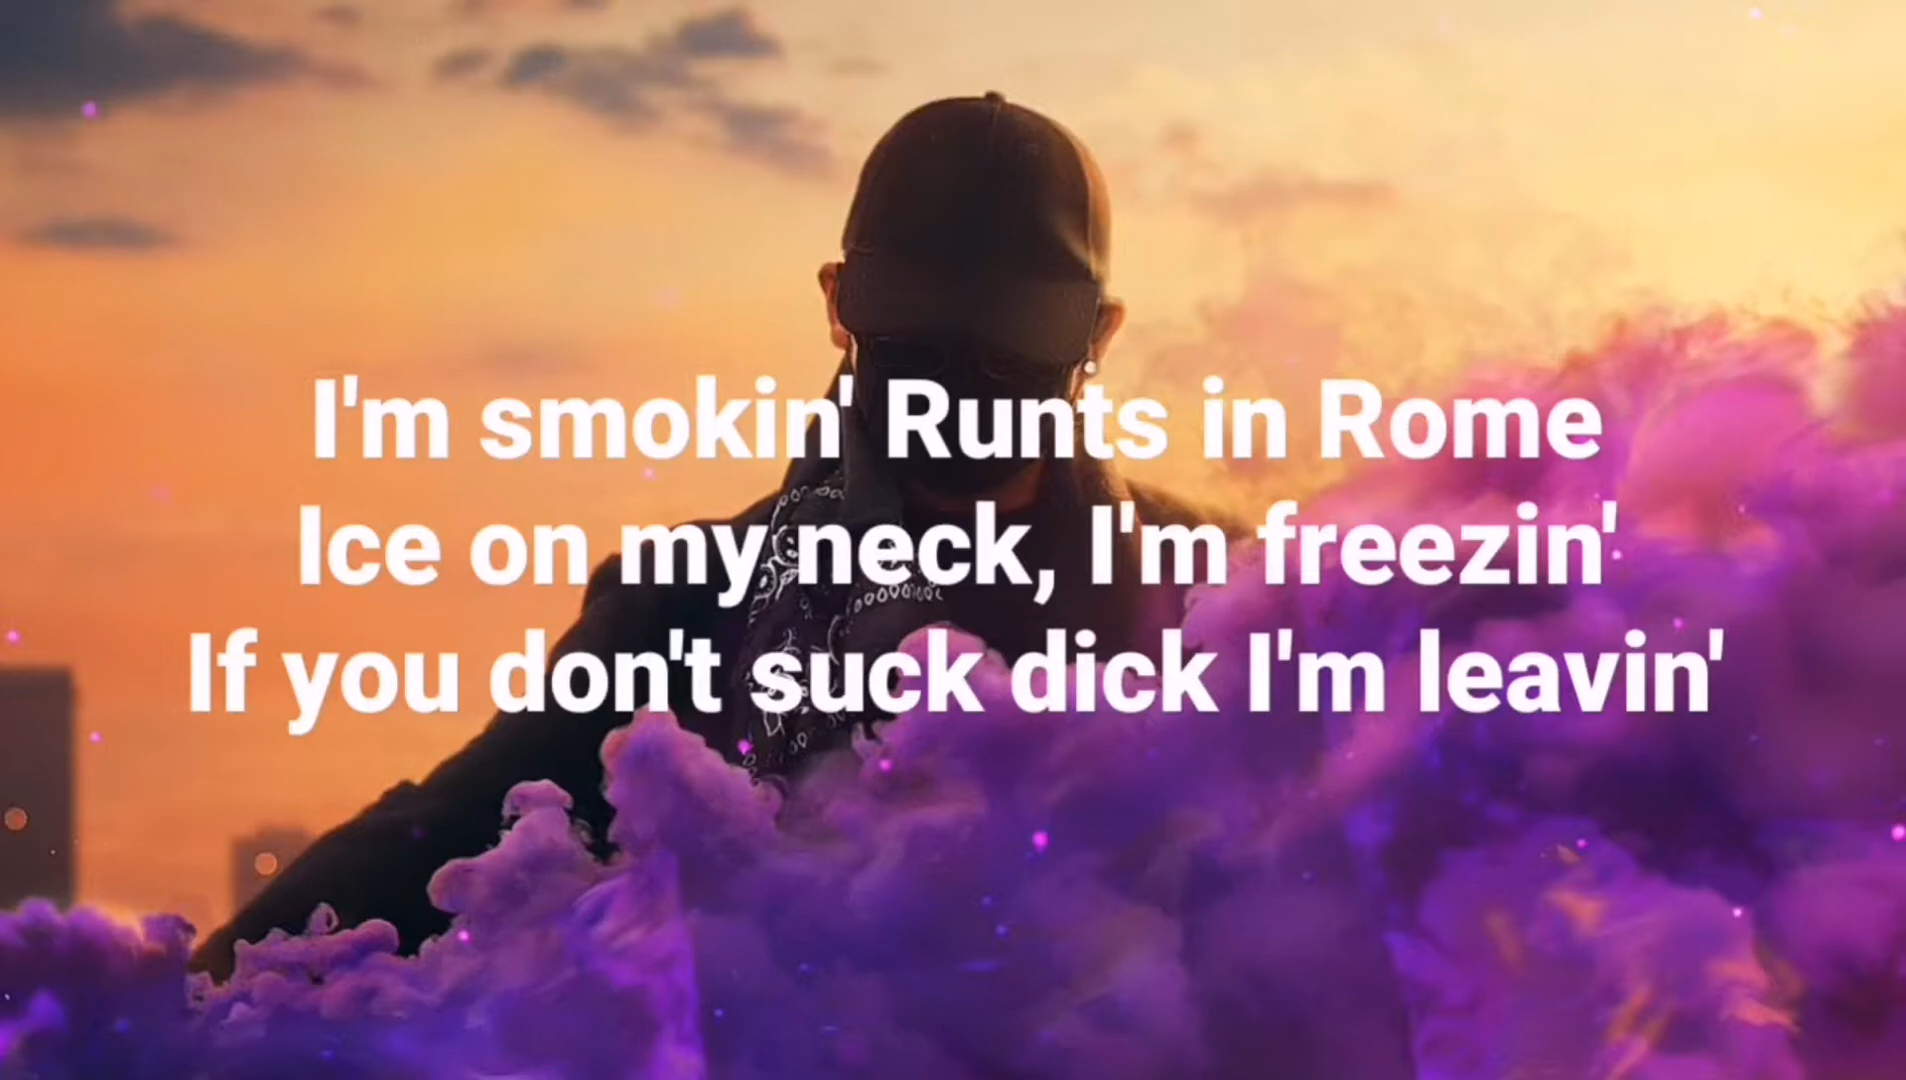 I'm smokin' Runts in Rome
Ice on my neck, I'm freezin'
If you don't suck dick I'm leavin'